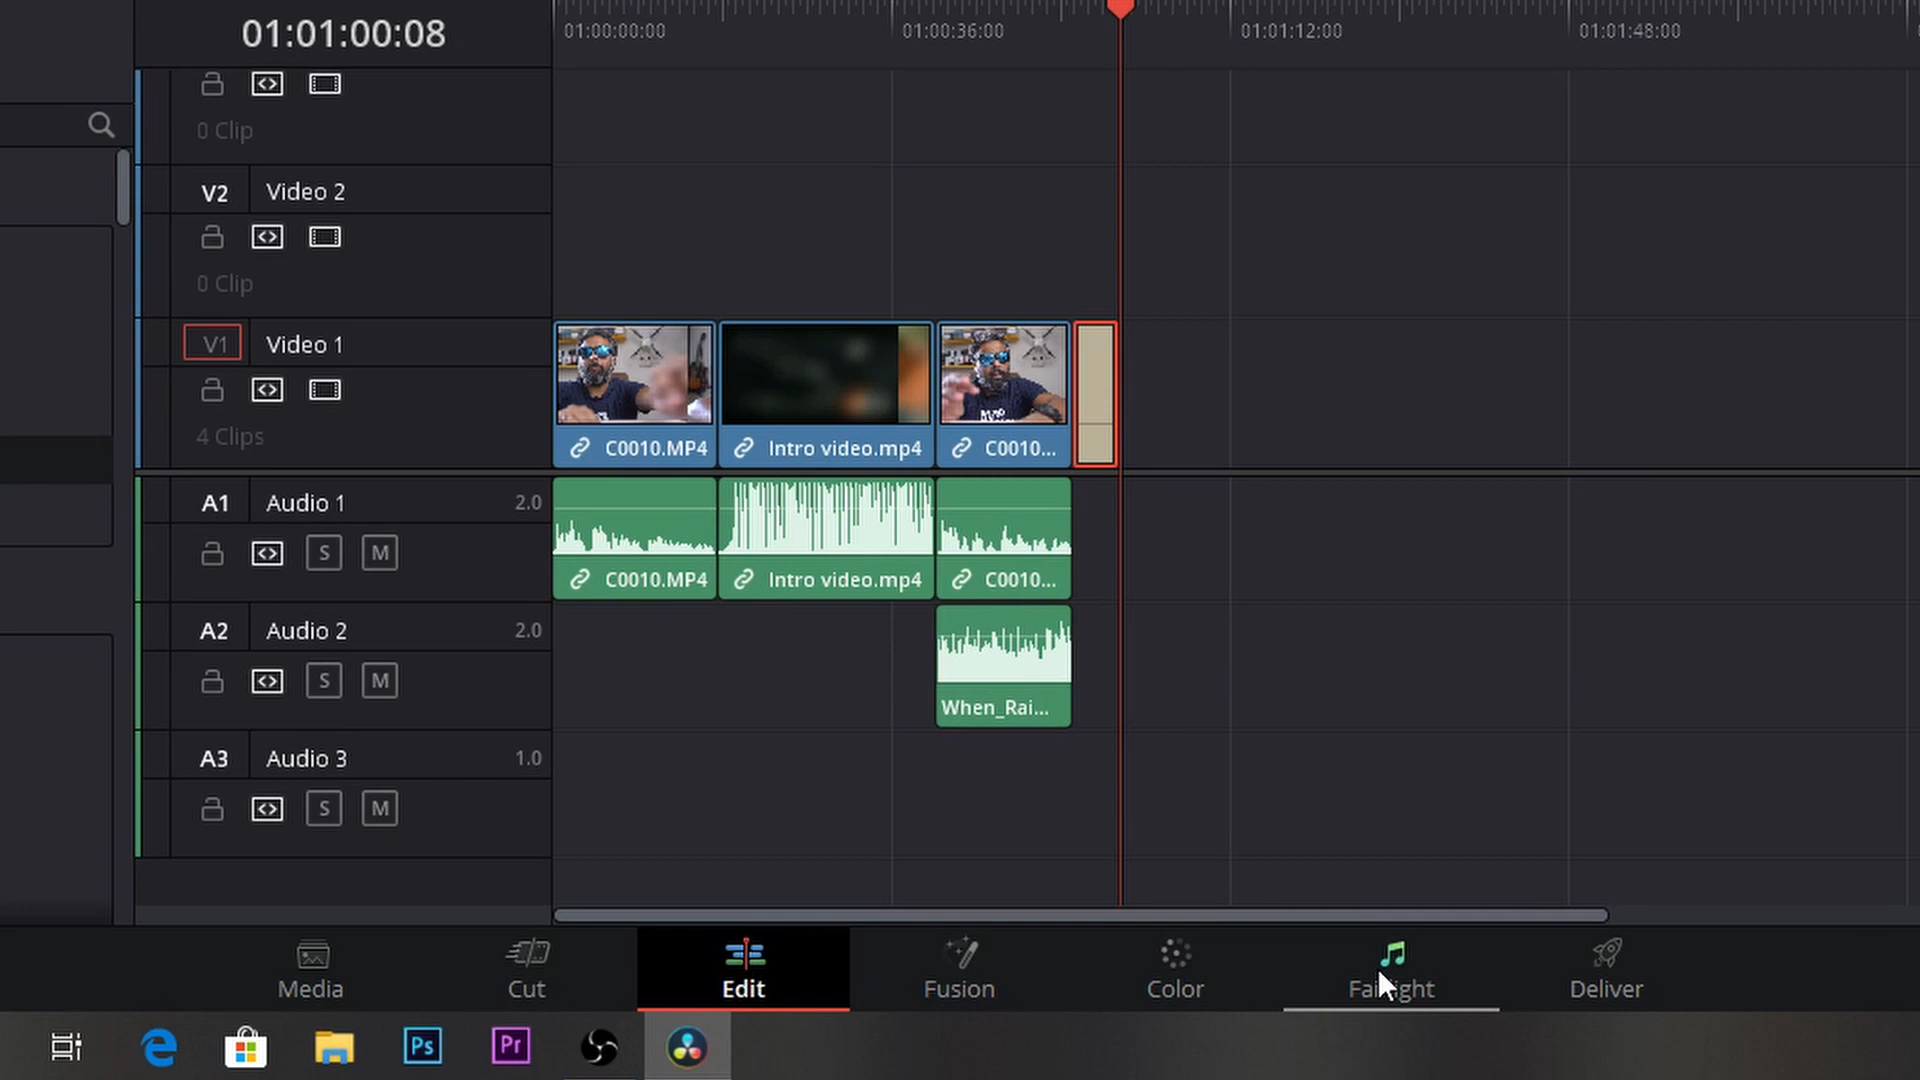 01:01:00:08
01:00:00:00
01:00:36:00
01:01:12:00
01:01:48:00
0 Clip
V2 Video 2
0 Clip
V1 Video 1
4 Clips
C0010.MP4
Intro video.mp4
C0010...
A1 Audio 1 2.0
S M
C0010.MP4
Intro video.mp4
C0010...
A2 Audio 2 2.0
S M
When_Rai...
A3 Audio 3 1.0
S M
Media
Cut
Edit
Fusion
Color
Fairlight
Deliver
Ps
Pr